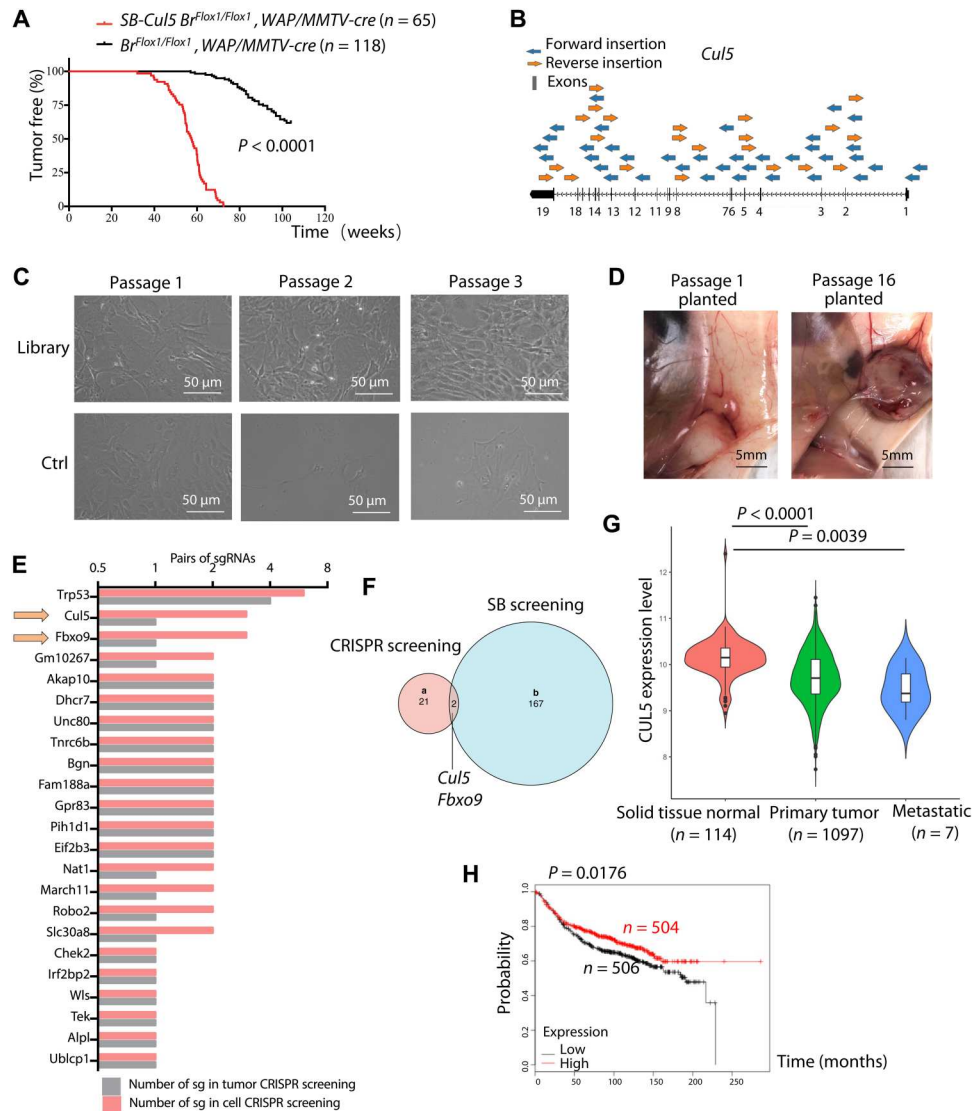 A
SB-Cul5 Br^Flox1/Flox1, WAP/MMTV-cre (n = 65)
Br^Flox1/Flox1, WAP/MMTV-cre (n = 118)
Tumor free (%)
100
75
50
25
0
P < 0.0001
0 20 40 60 80 100 120
Time (weeks)
B
Forward insertion
Reverse insertion
Exons
Cul5
19 18 14 13 12 11 9 8 76 5 4 3 2 1
C
Passage 1 Passage 2 Passage 3
Library
50 μm 50 μm 50 μm
Ctrl
50 μm 50 μm 50 μm
D
Passage 1 planted
Passage 16 planted
5mm 5mm
E
Pairs of sgRNAs
0.5 1 2 4 8
Trp53
Cul5
Fbxo9
Gm10267
Akap10
Dhcr7
Unc80
Tnrc6b
Bgn
Fam188a
Gpr83
Pih1d1
Eif2b3
Nat1
March11
Robo2
Slc30a8
Chek2
Irf2bp2
Wls
Tek
Alpl
Ublcp1
Number of sg in tumor CRISPR screening
Number of sg in cell CRISPR screening
F
SB screening
CRISPR screening
a
21
2
b
167
Cul5
Fbxo9
G
P < 0.0001
P = 0.0039
CUL5 expression level
12
11
10
9
8
Solid tissue normal (n = 114)
Primary tumor (n = 1097)
Metastatic (n = 7)
H
P = 0.0176
Probability
1.0
0.8
0.6
0.4
0.2
0.0
n = 504
n = 506
Expression
Low
High
0 50 100 150 200 250
Time (months)